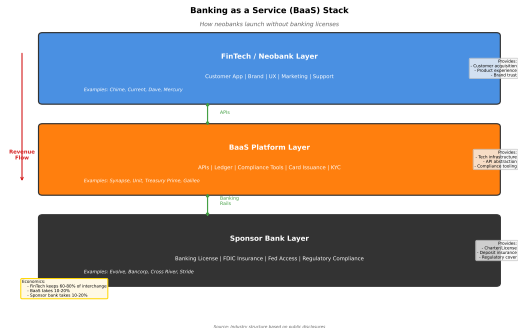 Banking as a Service (BaaS) Stack
How neobanks launch without banking licenses
FinTech / Neobank Layer
Customer App | Brand | UX | Marketing | Support
Examples: Chime, Current, Dave, Mercury
Provides:
- Customer acquisition
- Product experience
- Brand trust
APIs
Revenue
Flow
BaaS Platform Layer
APIs | Ledger | Compliance Tools | Card Issuance | KYC
Examples: Synapse, Unit, Treasury Prime, Galileo
Provides:
- Tech infrastructure
- API abstraction
- Compliance tooling
Banking
Rails
Sponsor Bank Layer
Banking License | FDIC Insurance | Fed Access | Regulatory Compliance
Examples: Evolve, Bancorp, Cross River, Stride
Provides:
- Charter/License
- Deposit insurance
- Regulatory cover
Economics:
- FinTech keeps 60-80% of interchange
- BaaS takes 10-20%
- Sponsor bank takes 10-20%
Source: Industry structure based on public disclosures